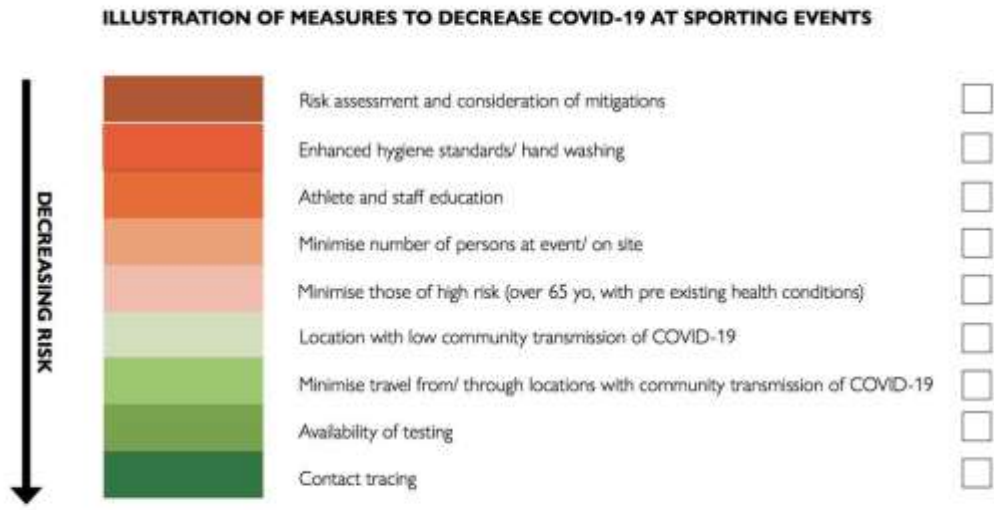 ILLUSTRATION OF MEASURES TO DECREASE COVID-19 AT SPORTING EVENTS
DECREASING RISK
Risk assessment and consideration of mitigations
Enhanced hygiene standards/ hand washing
Athlete and staff education
Minimise number of persons at event/ on site
Minimise those of high risk (over 65 yo, with pre existing health conditions)
Location with low community transmission of COVID-19
Minimise travel from/ through locations with community transmission of COVID-19
Availability of testing
Contact tracing